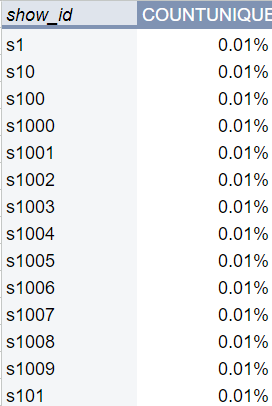 show_id COUNTUNIQUE
s1 0.01%
s10 0.01%
s100 0.01%
s1000 0.01%
s1001 0.01%
s1002 0.01%
s1003 0.01%
s1004 0.01%
s1005 0.01%
s1006 0.01%
s1007 0.01%
s1008 0.01%
s1009 0.01%
s101 0.01%